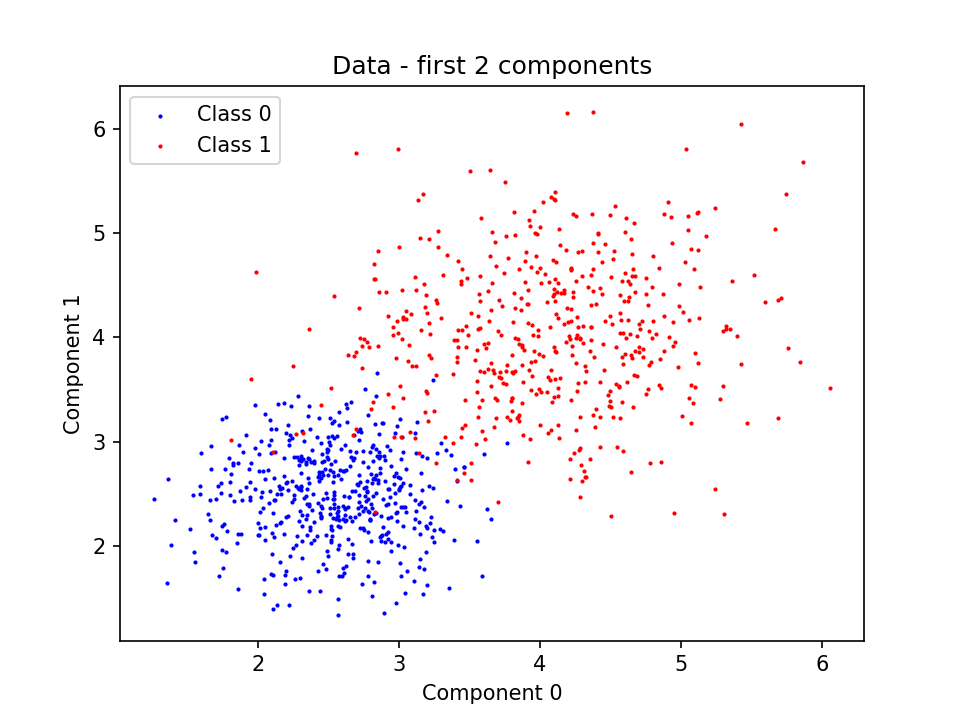 Data - first 2 components
Class 0
Class 1
Component 1
6
5
4
3
2
2 3 4 5 6
Component 0